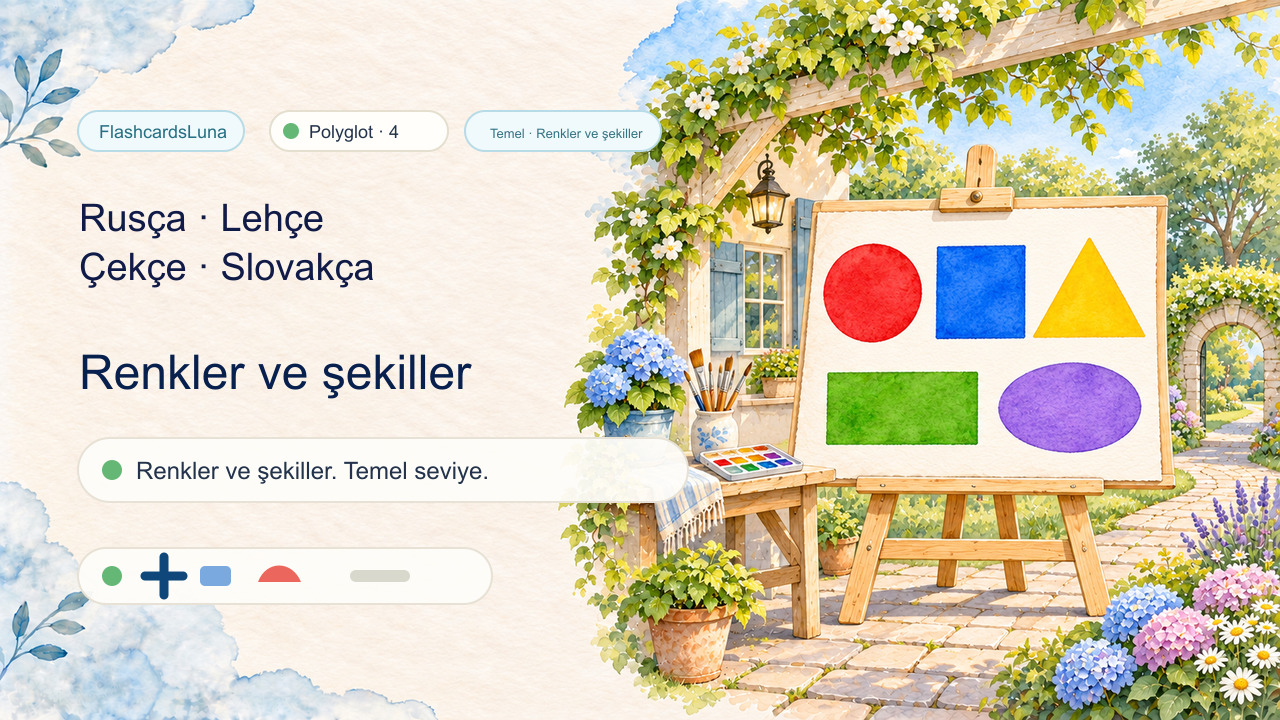 FlashcardsLuna
Polyglot · 4
Temel · Renkler ve şekiller
Rusça · Lehçe
Çekçe · Slovakça
Renkler ve şekiller
Renkler ve şekiller. Temel seviye.